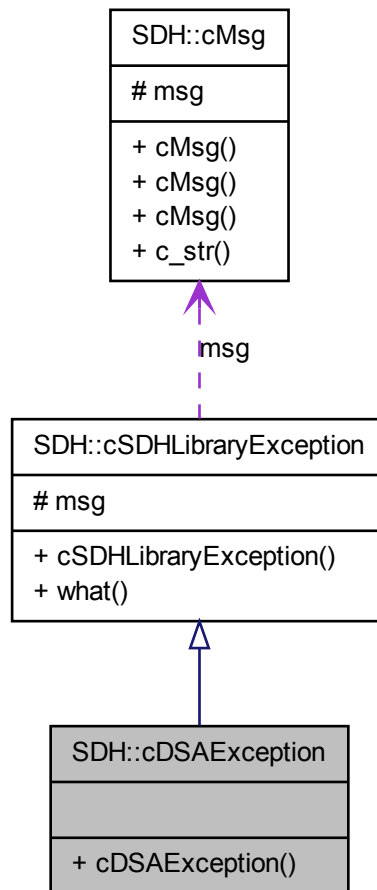 SDH::cMsg
# msg
+ cMsg()
+ cMsg()
+ cMsg()
+ c_str()
msg
SDH::cSDHLibraryException
# msg
+ cSDHLibraryException()
+ what()
SDH::cDSAException
+ cDSAException()